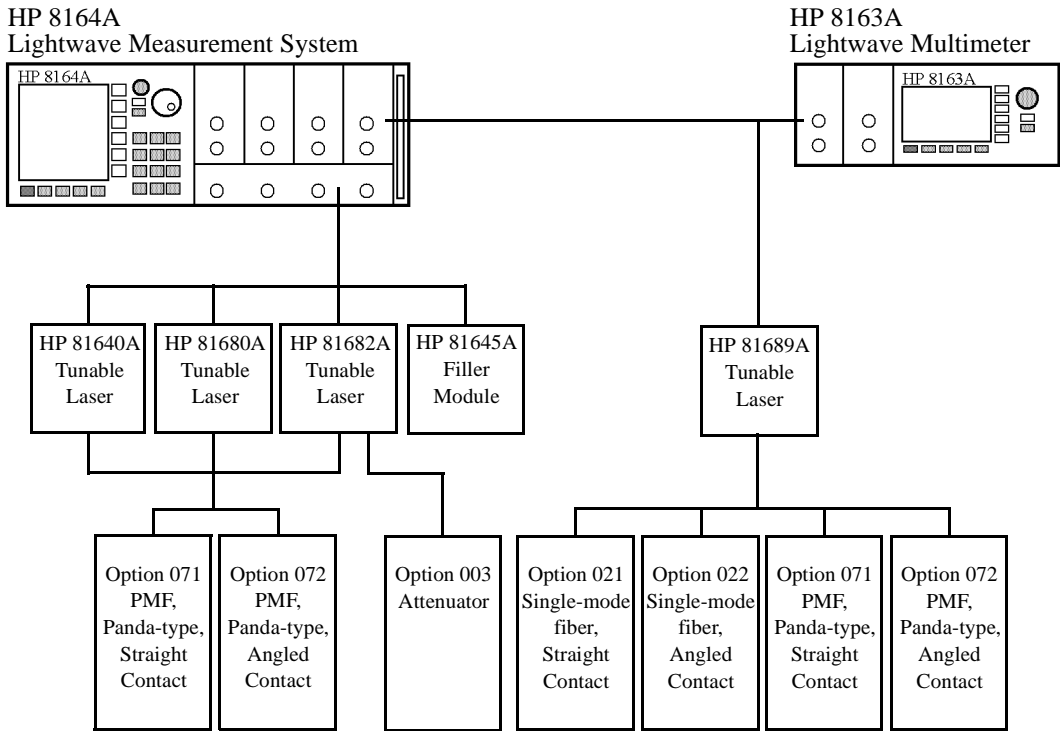 HP 8164A
Lightwave Measurement System
HP 8163A
Lightwave Multimeter
HP 8164A
HP 8163A
HP 81640A
Tunable
Laser
HP 81680A
Tunable
Laser
HP 81682A
Tunable
Laser
HP 81645A
Filler
Module
HP 81689A
Tunable
Laser
Option 071
PMF,
Panda-type,
Straight
Contact
Option 072
PMF,
Panda-type,
Angled
Contact
Option 003
Attenuator
Option 021
Single-mode
fiber,
Straight
Contact
Option 022
Single-mode
fiber,
Angled
Contact
Option 071
PMF,
Panda-type,
Straight
Contact
Option 072
PMF,
Panda-type,
Angled
Contact